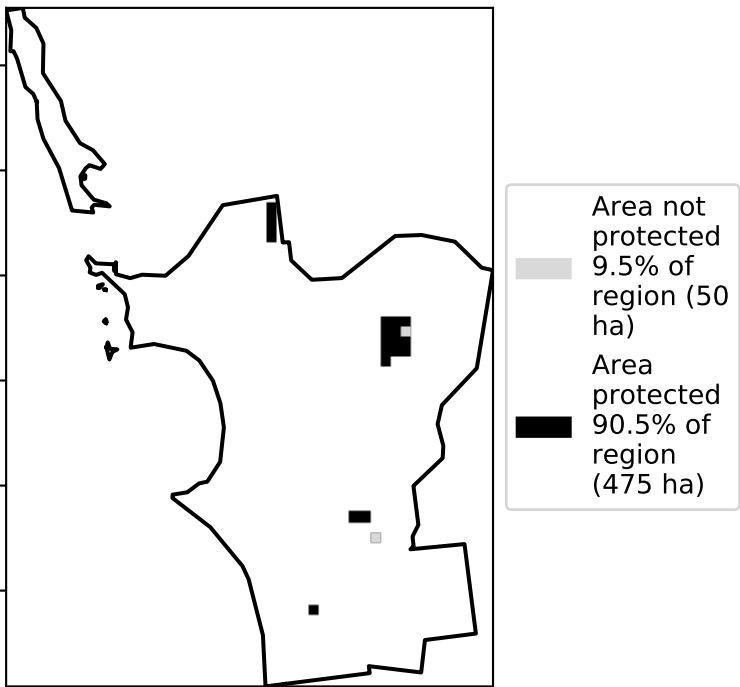 Area not
protected
9.5% of
region (50
ha)
Area
protected
90.5% of
region
(475 ha)